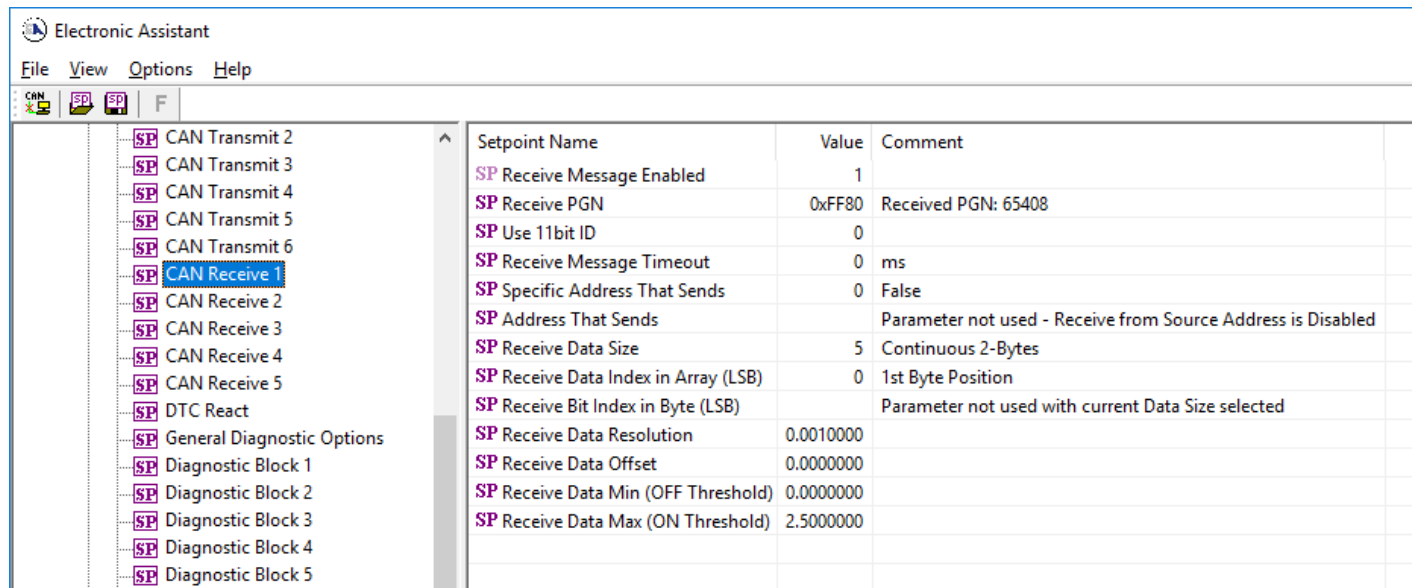 Electronic Assistant
File View Options Help
CAN SP SP F
SP CAN Transmit 2
SP CAN Transmit 3
SP CAN Transmit 4
SP CAN Transmit 5
SP CAN Transmit 6
SP CAN Receive 1
SP CAN Receive 2
SP CAN Receive 3
SP CAN Receive 4
SP CAN Receive 5
SP DTC React
SP General Diagnostic Options
SP Diagnostic Block 1
SP Diagnostic Block 2
SP Diagnostic Block 3
SP Diagnostic Block 4
SP Diagnostic Block 5
Setpoint Name Value Comment
SP Receive Message Enabled 1
SP Receive PGN 0xFF80 Received PGN: 65408
SP Use 11bit ID 0
SP Receive Message Timeout 0 ms
SP Specific Address That Sends 0 False
SP Address That Sends Parameter not used - Receive from Source Address is Disabled
SP Receive Data Size 5 Continuous 2-Bytes
SP Receive Data Index in Array (LSB) 0 1st Byte Position
SP Receive Bit Index in Byte (LSB) Parameter not used with current Data Size selected
SP Receive Data Resolution 0.0010000
SP Receive Data Offset 0.0000000
SP Receive Data Min (OFF Threshold) 0.0000000
SP Receive Data Max (ON Threshold) 2.5000000